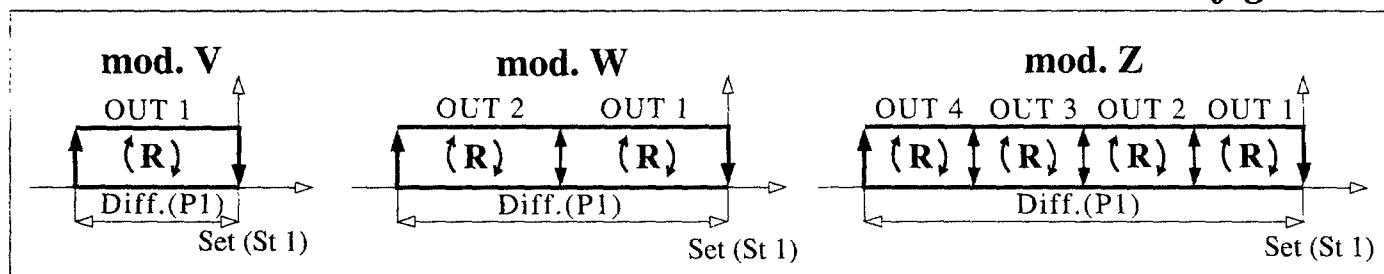 mod. V
OUT 1
(R)
Diff.(P1)
Set (St 1)
mod. W
OUT 2 OUT 1
(R) (R)
Diff.(P1)
Set (St 1)
mod. Z
OUT 4 OUT 3 OUT 2 OUT 1
(R) (R) (R) (R)
Diff.(P1)
Set (St 1)